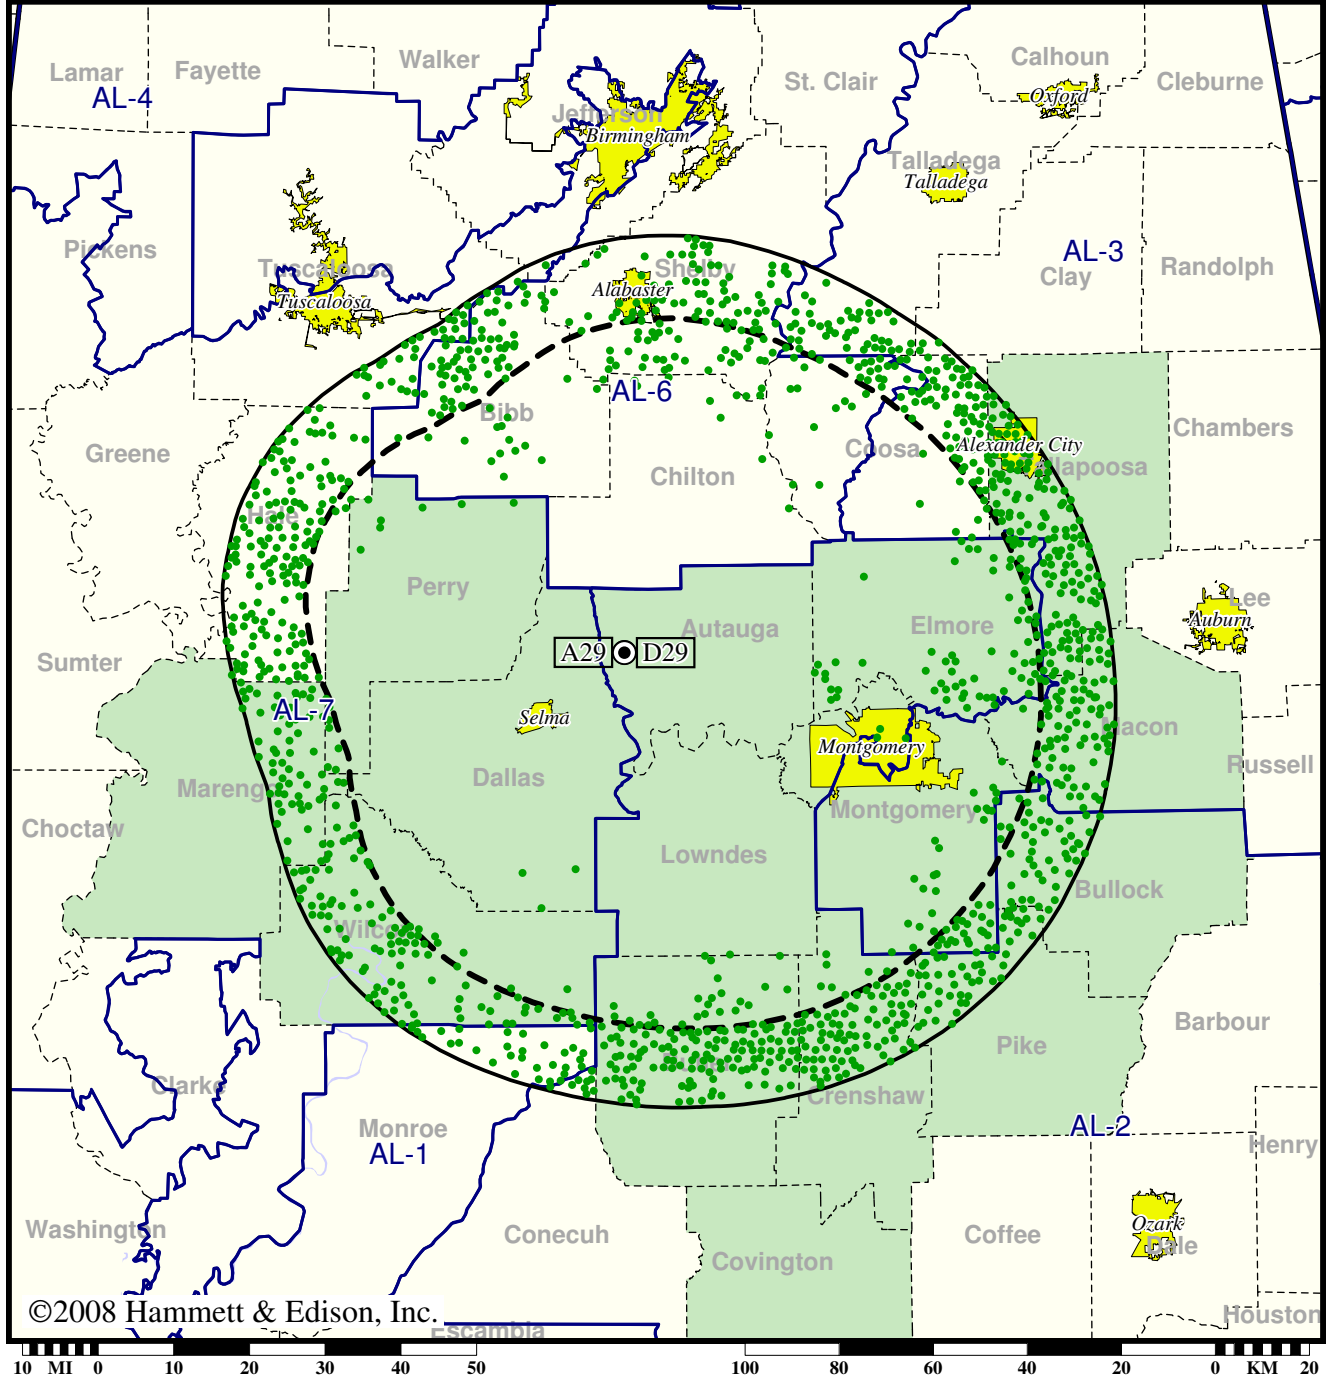 Lamar
AL-4
Fayette
Walker
Jefferson
Birmingham
St. Clair
Calhoun
Oxford
Cleburne
Talladega
Talladega
Pickens
Tuscaloosa
Tuscaloosa
Shelby
Alabaster
AL-3
Clay
Randolph
AL-6
Bibb
Greene
Chilton
Coosa
Alexander City
Tallapoosa
Chambers
Hale
Perry
Autauga
Elmore
Lee
Auburn
A29
D29
Sumter
AL-7
Selma
Montgomery
Macon
Dallas
Marengo
Russell
Choctaw
Montgomery
Lowndes
Bullock
Wilcox
Barbour
Pike
Clarke
Crenshaw
Monroe
AL-1
AL-2
Henry
Washington
Conecuh
Coffee
Ozark
Dale
Covington
©2008 Hammett & Edison, Inc.
Escambia
Houston
10 MI 0 10 20 30 40 50 100 80 60 40 20 0 KM 20